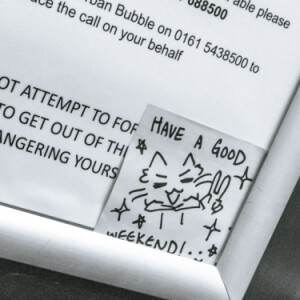 088500
able please
ban Bubble on 0161 5438500 to
ace the call on your behalf
OT ATTEMPT TO FOR
TO GET OUT OF TH
ANGERING YOURS
HAVE A GOOD
WEEKEND!